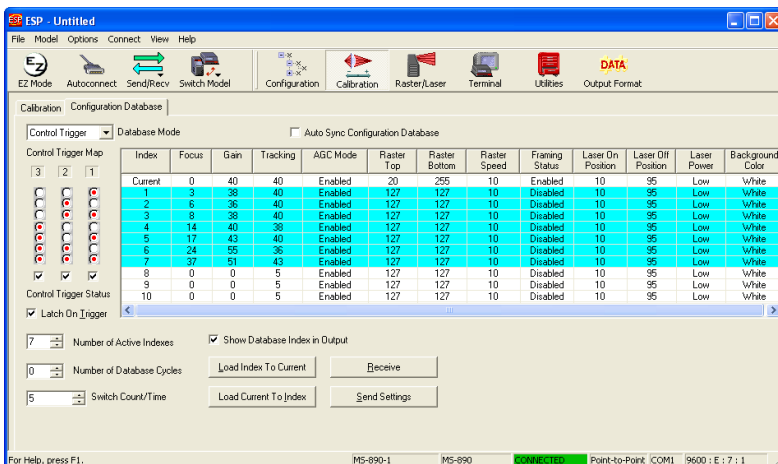 ESP - Untitled
File Model Options Connect View Help
EZ Mode Autoconnect Send/Recv Switch Model Configuration Calibration Raster/Laser Terminal Utilities DATA Output Format
Calibration Configuration Database
Control Trigger Database Mode Auto Sync Configuration Database
Control Trigger Map
3 2 1
Index Focus Gain Tracking AGC Mode Raster Top Raster Bottom Raster Speed Framing Status Laser On Position Laser Off Position Laser Power Background Color
Current 0 40 40 Enabled 20 255 10 Enabled 10 95 Low White
1 3 38 40 Enabled 127 127 10 Disabled 10 95 Low White
2 6 36 40 Enabled 127 127 10 Disabled 10 95 Low White
3 8 38 40 Enabled 127 127 10 Disabled 10 95 Low White
4 14 40 38 Enabled 127 127 10 Disabled 10 95 Low White
5 17 43 40 Enabled 127 127 10 Disabled 10 95 Low White
6 24 55 36 Enabled 127 127 10 Disabled 10 95 Low White
7 37 51 43 Enabled 127 127 10 Disabled 10 95 Low White
8 0 0 5 Enabled 127 127 10 Disabled 10 95 Low White
9 0 0 5 Enabled 127 127 10 Disabled 10 95 Low White
10 0 0 5 Enabled 127 127 10 Disabled 10 95 Low White
Control Trigger Status
Latch On Trigger
7 Number of Active Indexes Show Database Index in Output
0 Number of Database Cycles Load Index To Current Receive
5 Switch Count/Time Load Current To Index Send Settings
For Help, press F1. MS-890-1 MS-890 CONNECTED Point-to-Point COM1 9600 : E : 7 : 1